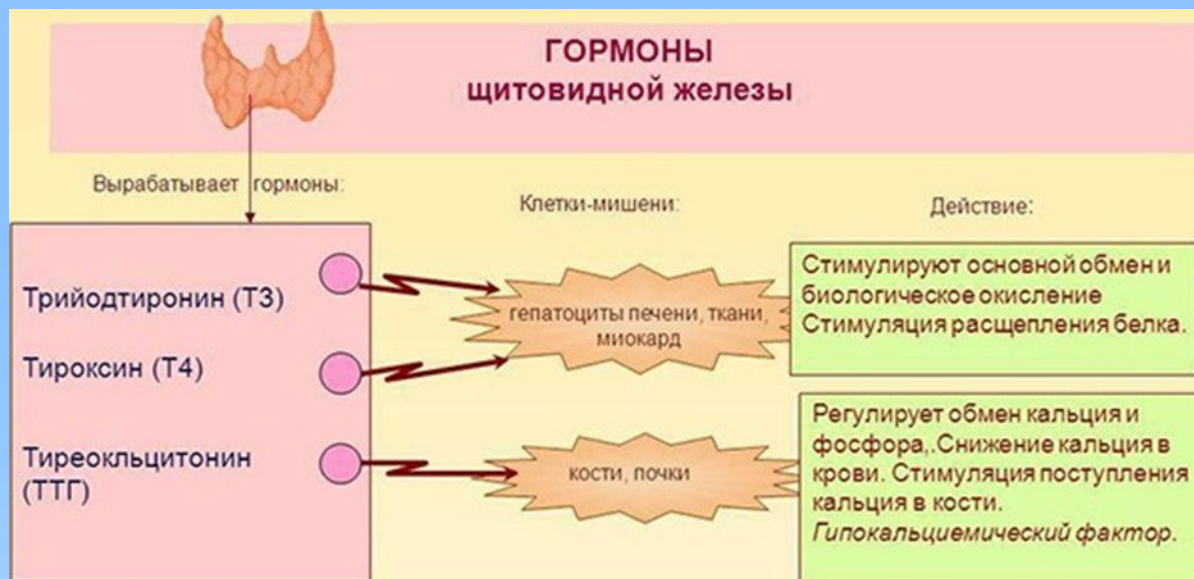 ГОРМОНЫ
щитовидной железы
Вырабатывает гормоны:
Клетки-мишени:
Действие:
Трийодтиронин (Т3)
Тироксин (Т4)
Тиреокльцитонин
(ТТГ)
гепатоциты печени, ткани,
миокард
кости, почки
Стимулируют основной обмен и
биологическое окисление
Стимуляция расщепления белка.
Регулирует обмен кальция и
фосфора,.Снижение кальция в
крови. Стимуляция поступления
кальция в кости.
Гипокальциемический фактор.